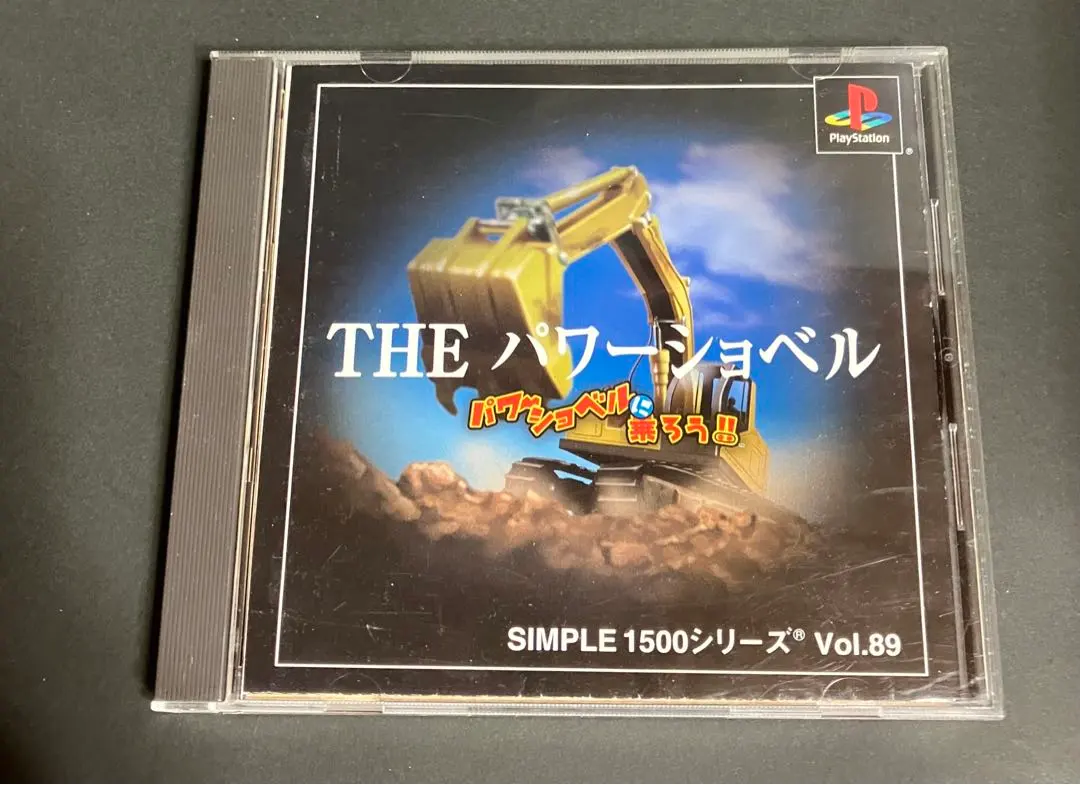 PlayStation
®
THE パワーショベル
パワーショベルに乗ろう!!
SIMPLE 1500シリーズ® Vol.89